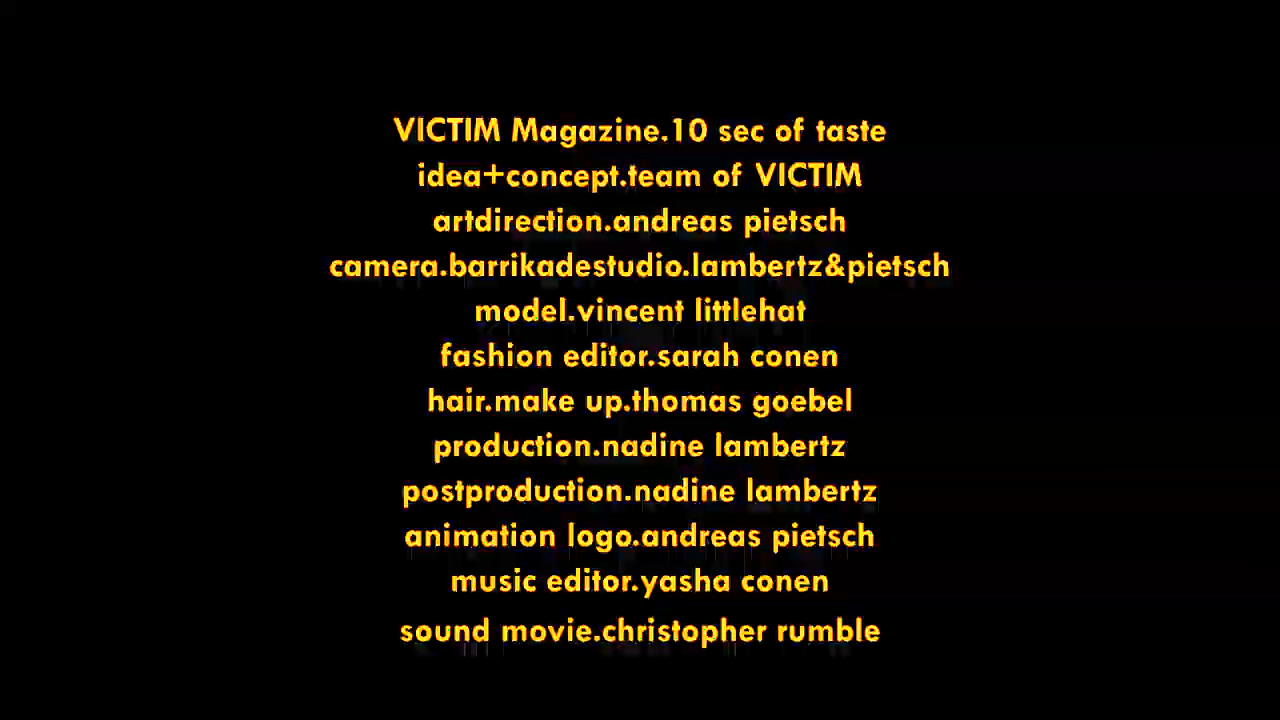 VICTIM Magazine.10 sec of taste
idea+concept.team of VICTIM
artdirection.andreas pietsch
camera.barrikadestudio.lambertz&pietsch
model.vincent littlehat
fashion editor.sarah conen
hair.make up.thomas goebel
production.nadine lambertz
postproduction.nadine lambertz
animation logo.andreas pietsch
music editor.yasha conen
sound movie.christopher rumble